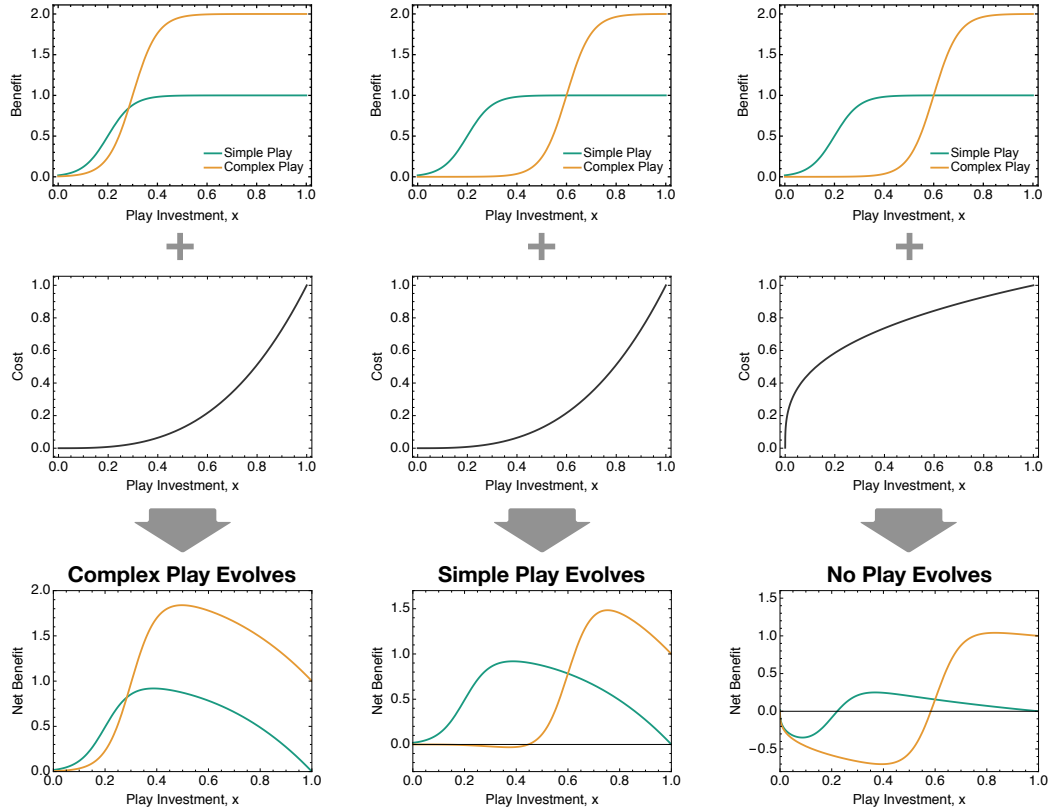 2.0
1.5
1.0
0.5
0.0
Benefit
Simple Play
Complex Play
0.0 0.2 0.4 0.6 0.8 1.0
Play Investment, x
2.0
1.5
1.0
0.5
0.0
Benefit
Simple Play
Complex Play
0.0 0.2 0.4 0.6 0.8 1.0
Play Investment, x
2.0
1.5
1.0
0.5
0.0
Benefit
Simple Play
Complex Play
0.0 0.2 0.4 0.6 0.8 1.0
Play Investment, x
+
+
+
1.0
0.8
0.6
0.4
0.2
0.0
Cost
0.0 0.2 0.4 0.6 0.8 1.0
Play Investment, x
1.0
0.8
0.6
0.4
0.2
0.0
Cost
0.0 0.2 0.4 0.6 0.8 1.0
Play Investment, x
1.0
0.8
0.6
0.4
0.2
0.0
Cost
0.0 0.2 0.4 0.6 0.8 1.0
Play Investment, x
Complex Play Evolves
2.0
1.5
1.0
0.5
0.0
Net Benefit
0.0 0.2 0.4 0.6 0.8 1.0
Play Investment, x
Simple Play Evolves
1.5
1.0
0.5
0.0
Net Benefit
0.0 0.2 0.4 0.6 0.8 1.0
Play Investment, x
No Play Evolves
1.5
1.0
0.5
0.0
−0.5
Net Benefit
0.0 0.2 0.4 0.6 0.8 1.0
Play Investment, x